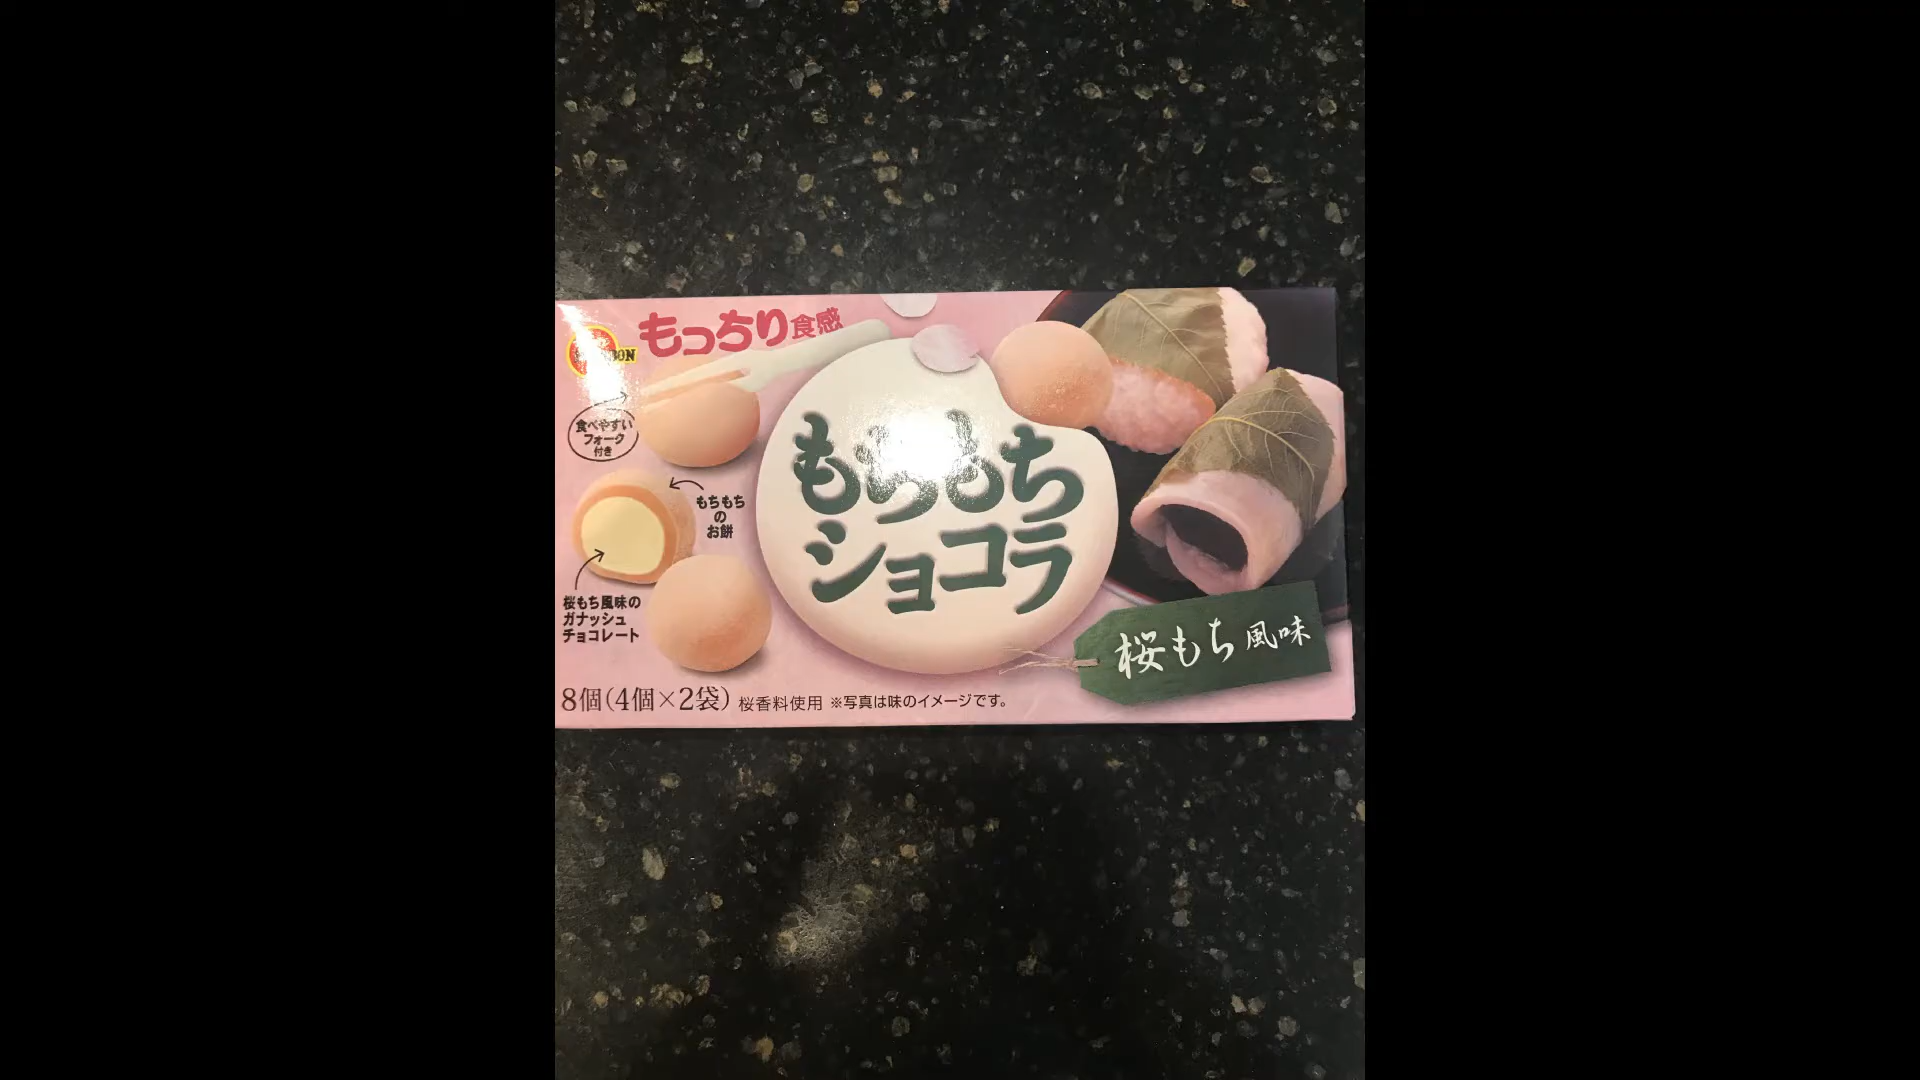 もっちり食感
食べやすい
フォーク
付き
もちもち
の
お餅
桜もち風味の
ガナッシュ
チョコレート
もちもち
ショコラ
桜もち風味
8個(4個×2袋) 桜香料使用 ※写真は味のイメージです。